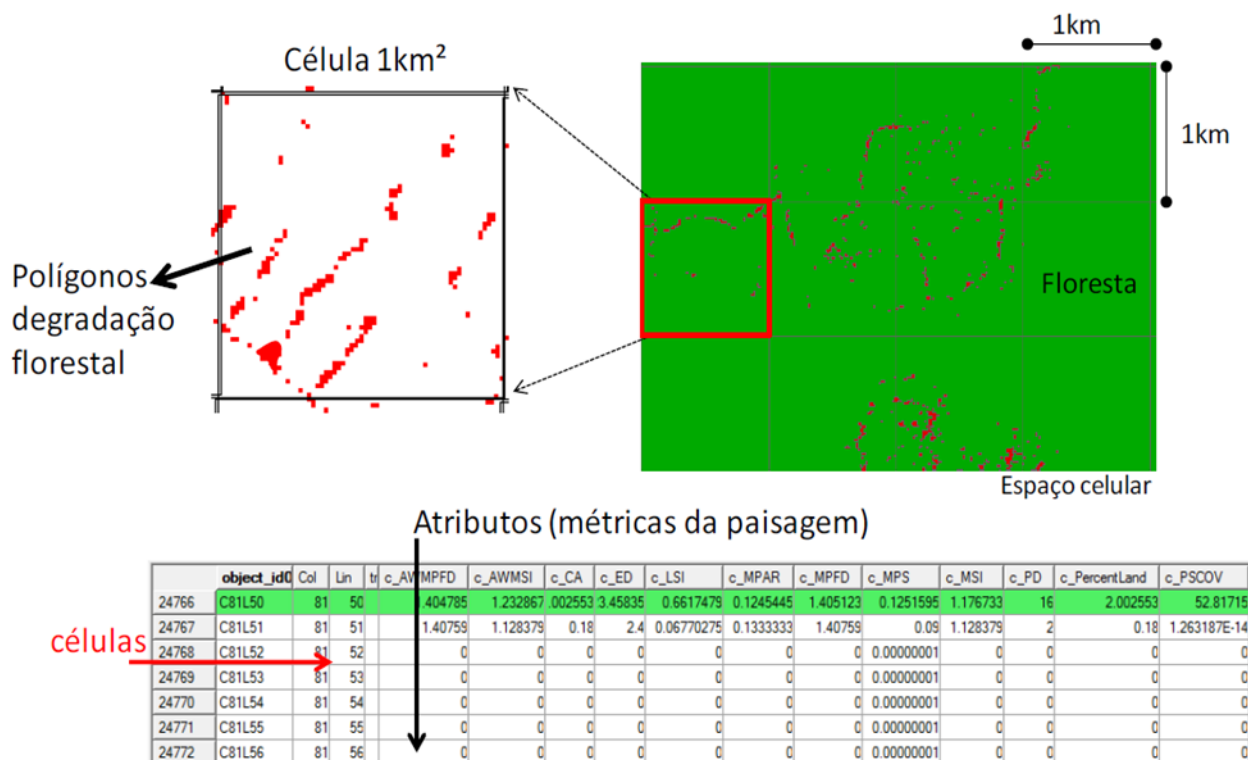 1km
Célula 1km²
1km
Polígonos
degradação
florestal
Floresta
Espaço celular
Atributos (métricas da paisagem)
object_id0 Col Lin tr c_AWMPFD c_AWMSI c_CA c_ED c_LSI c_MPAR c_MPFD c_MPS c_MSI c_PD c_PercentLand c_PSCOV
24766 C81L50 81 50 1.404785 1.232867 .002553 3.45835 0.6617479 0.1245445 1.405123 0.1251595 1.176733 16 2.002553 52.81715
24767 C81L51 81 51 1.40759 1.128379 0.18 2.4 0.06770275 0.1333333 1.40759 0.09 1.128379 2 0.18 1.263187E-14
células
24768 C81L52 81 52 0 0 0 0 0 0 0 0.00000001 0 0 0 0
24769 C81L53 81 53 0 0 0 0 0 0 0 0.00000001 0 0 0 0
24770 C81L54 81 54 0 0 0 0 0 0 0 0.00000001 0 0 0 0
24771 C81L55 81 55 0 0 0 0 0 0 0 0.00000001 0 0 0 0
24772 C81L56 81 56 0 0 0 0 0 0 0 0.00000001 0 0 0 0